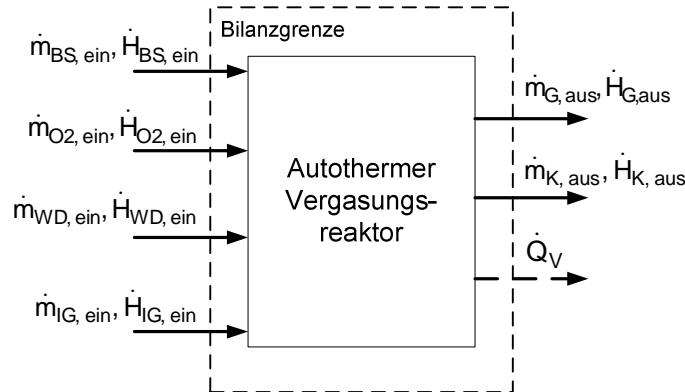 Bilanzgrenze
ṁBS, ein, ḢBS, ein
ṁO2, ein, ḢO2, ein
ṁWD, ein, ḢWD, ein
ṁIG, ein, ḢIG, ein
Autothermer
Vergasungs-
reaktor
ṁG, aus, ḢG,aus
ṁK, aus, ḢK, aus
Q̇V